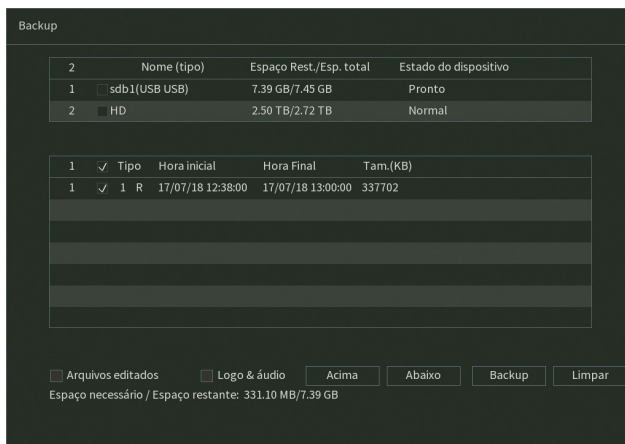 Backup
2 Nome (tipo) Espaço Rest./Esp. total Estado do dispositivo
1 sdb1(USB USB) 7.39 GB/7.45 GB Pronto
2 HD 2.50 TB/2.72 TB Normal
1 Tipo Hora inicial Hora Final Tam.(KB)
1 1 R 17/07/18 12:38:00 17/07/18 13:00:00 337702
Arquivos editados Logo & áudio Acima Abaixo Backup Limpar
Espaço necessário / Espaço restante: 331.10 MB/7.39 GB